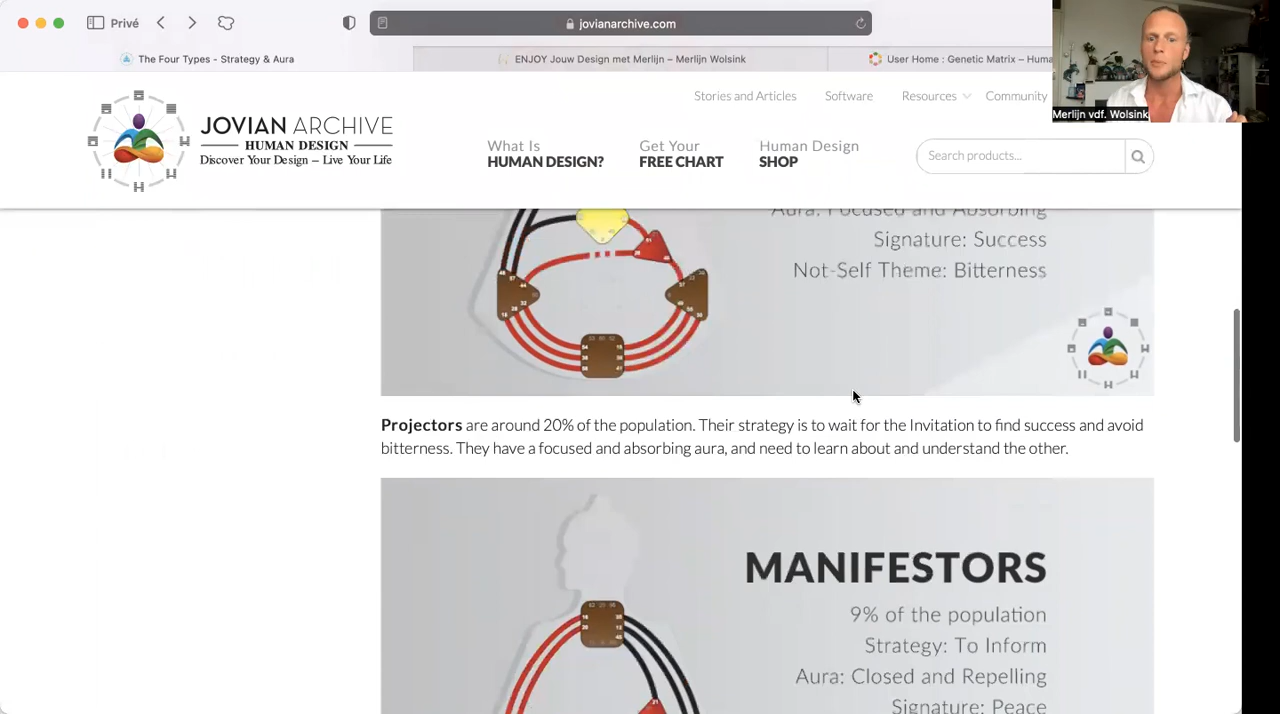 Privé
jovianarchive.com
The Four Types - Strategy & Aura
ENJOY Jouw Design met Merlijn – Merlijn Wolsink
User Home : Genetic Matrix – Huma
Merlijn vdf. Wolsink
Stories and Articles
Software
Resources
Community
JOVIAN ARCHIVE
HUMAN DESIGN
Discover Your Design – Live Your Life
What Is
HUMAN DESIGN?
Get Your
FREE CHART
Human Design
SHOP
Search products...
Aura: Focused and Absorbing
Signature: Success
Not-Self Theme: Bitterness
Projectors are around 20% of the population. Their strategy is to wait for the Invitation to find success and avoid
bitterness. They have a focused and absorbing aura, and need to learn about and understand the other.
MANIFESTORS
9% of the population
Strategy: To Inform
Aura: Closed and Repelling
Signature: Peace